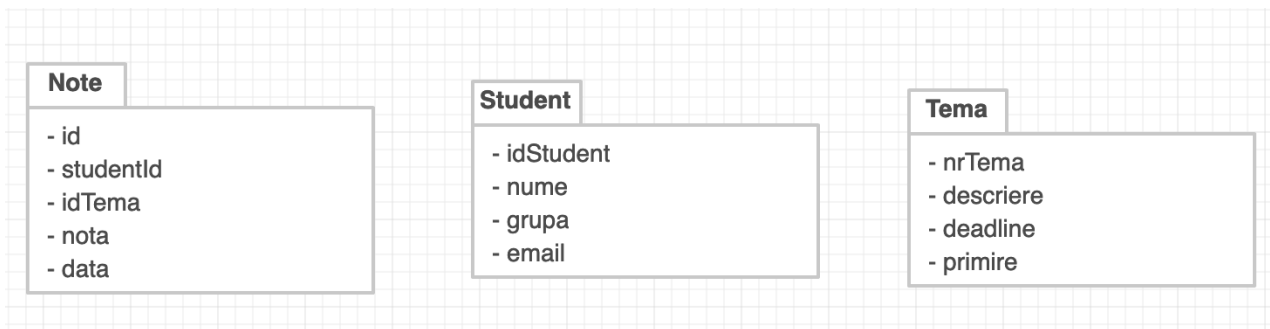 Note
- id
- studentId
- idTema
- nota
- data
Student
- idStudent
- nume
- grupa
- email
Tema
- nrTema
- descriere
- deadline
- primire